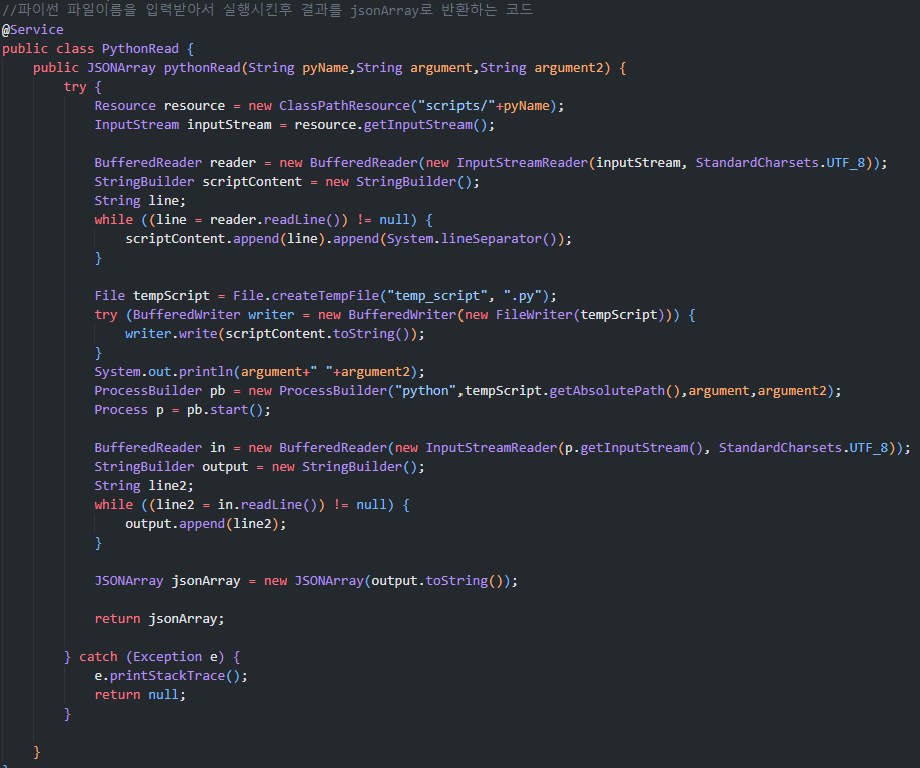 //파이썬 파일이름을 입력받아서 실행시킨후 결과를 jsonArray로 반환하는 코드
@Service
public class PythonRead {
public JSONArray pythonRead(String pyName,String argument,String argument2) {
try {
Resource resource = new ClassPathResource("scripts/"+pyName);
InputStream inputStream = resource.getInputStream();
BufferedReader reader = new BufferedReader(new InputStreamReader(inputStream, StandardCharsets.UTF_8));
StringBuilder scriptContent = new StringBuilder();
String line;
while ((line = reader.readLine()) != null) {
scriptContent.append(line).append(System.lineSeparator());
}
File tempScript = File.createTempFile("temp_script", ".py");
try (BufferedWriter writer = new BufferedWriter(new FileWriter(tempScript))) {
writer.write(scriptContent.toString());
}
System.out.println(argument+" "+argument2);
ProcessBuilder pb = new ProcessBuilder("python",tempScript.getAbsolutePath(),argument,argument2);
Process p = pb.start();
BufferedReader in = new BufferedReader(new InputStreamReader(p.getInputStream(), StandardCharsets.UTF_8));
StringBuilder output = new StringBuilder();
String line2;
while ((line2 = in.readLine()) != null) {
output.append(line2);
}
JSONArray jsonArray = new JSONArray(output.toString());
return jsonArray;
} catch (Exception e) {
e.printStackTrace();
return null;
}
}